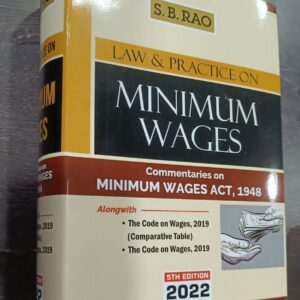 S. B. RAO
LAW & PRACTICE ON
MINIMUM
WAGES
Commentaries on
MINIMUM WAGES ACT, 1948
Alongwith
• The Code on Wages, 2019
(Comparative Table)
• The Code on Wages, 2019
5TH EDITION
2022